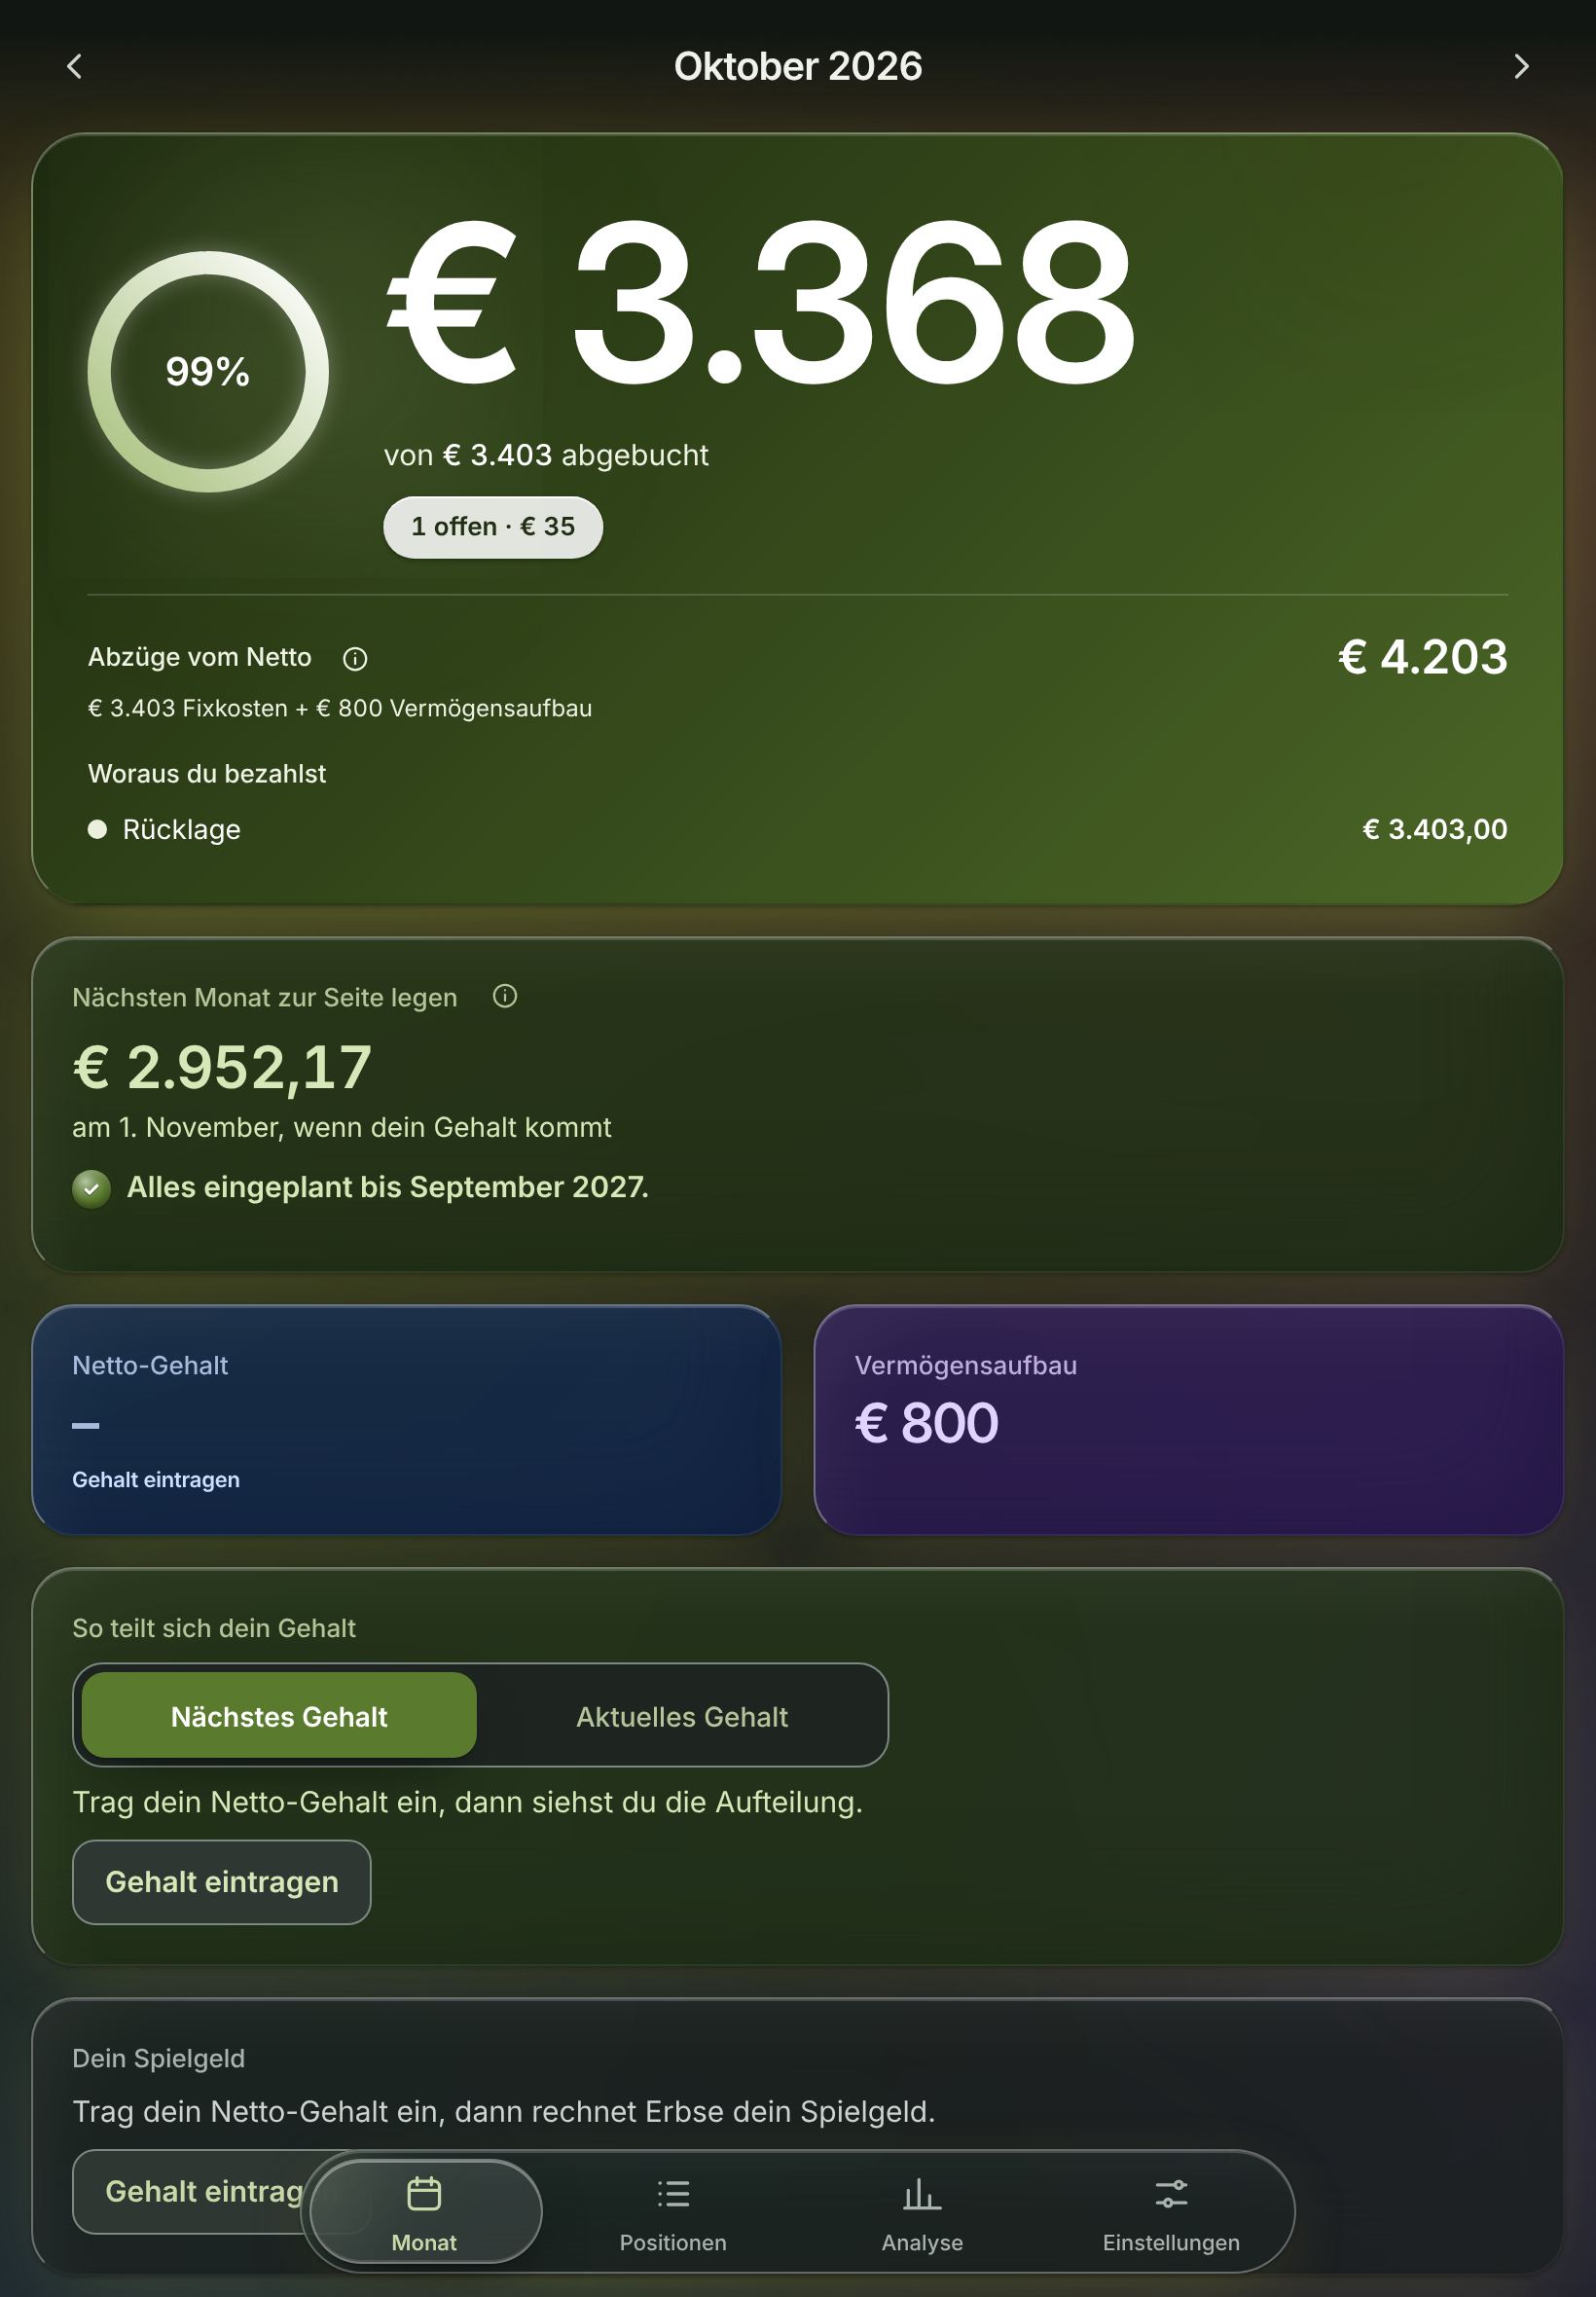 Oktober 2026
€ 3.368
99%
von € 3.403 abgebucht
1 offen · € 35
Abzüge vom Netto
€ 4.203
€ 3.403 Fixkosten + € 800 Vermögensaufbau
Woraus du bezahlst
Rücklage
€ 3.403,00
Nächsten Monat zur Seite legen
€ 2.952,17
am 1. November, wenn dein Gehalt kommt
Alles eingeplant bis September 2027.
Netto-Gehalt
–
Gehalt eintragen
Vermögensaufbau
€ 800
So teilt sich dein Gehalt
Nächstes Gehalt
Aktuelles Gehalt
Trag dein Netto-Gehalt ein, dann siehst du die Aufteilung.
Gehalt eintragen
Dein Spielgeld
Trag dein Netto-Gehalt ein, dann rechnet Erbse dein Spielgeld.
Gehalt eintrag
Monat
Positionen
Analyse
Einstellungen